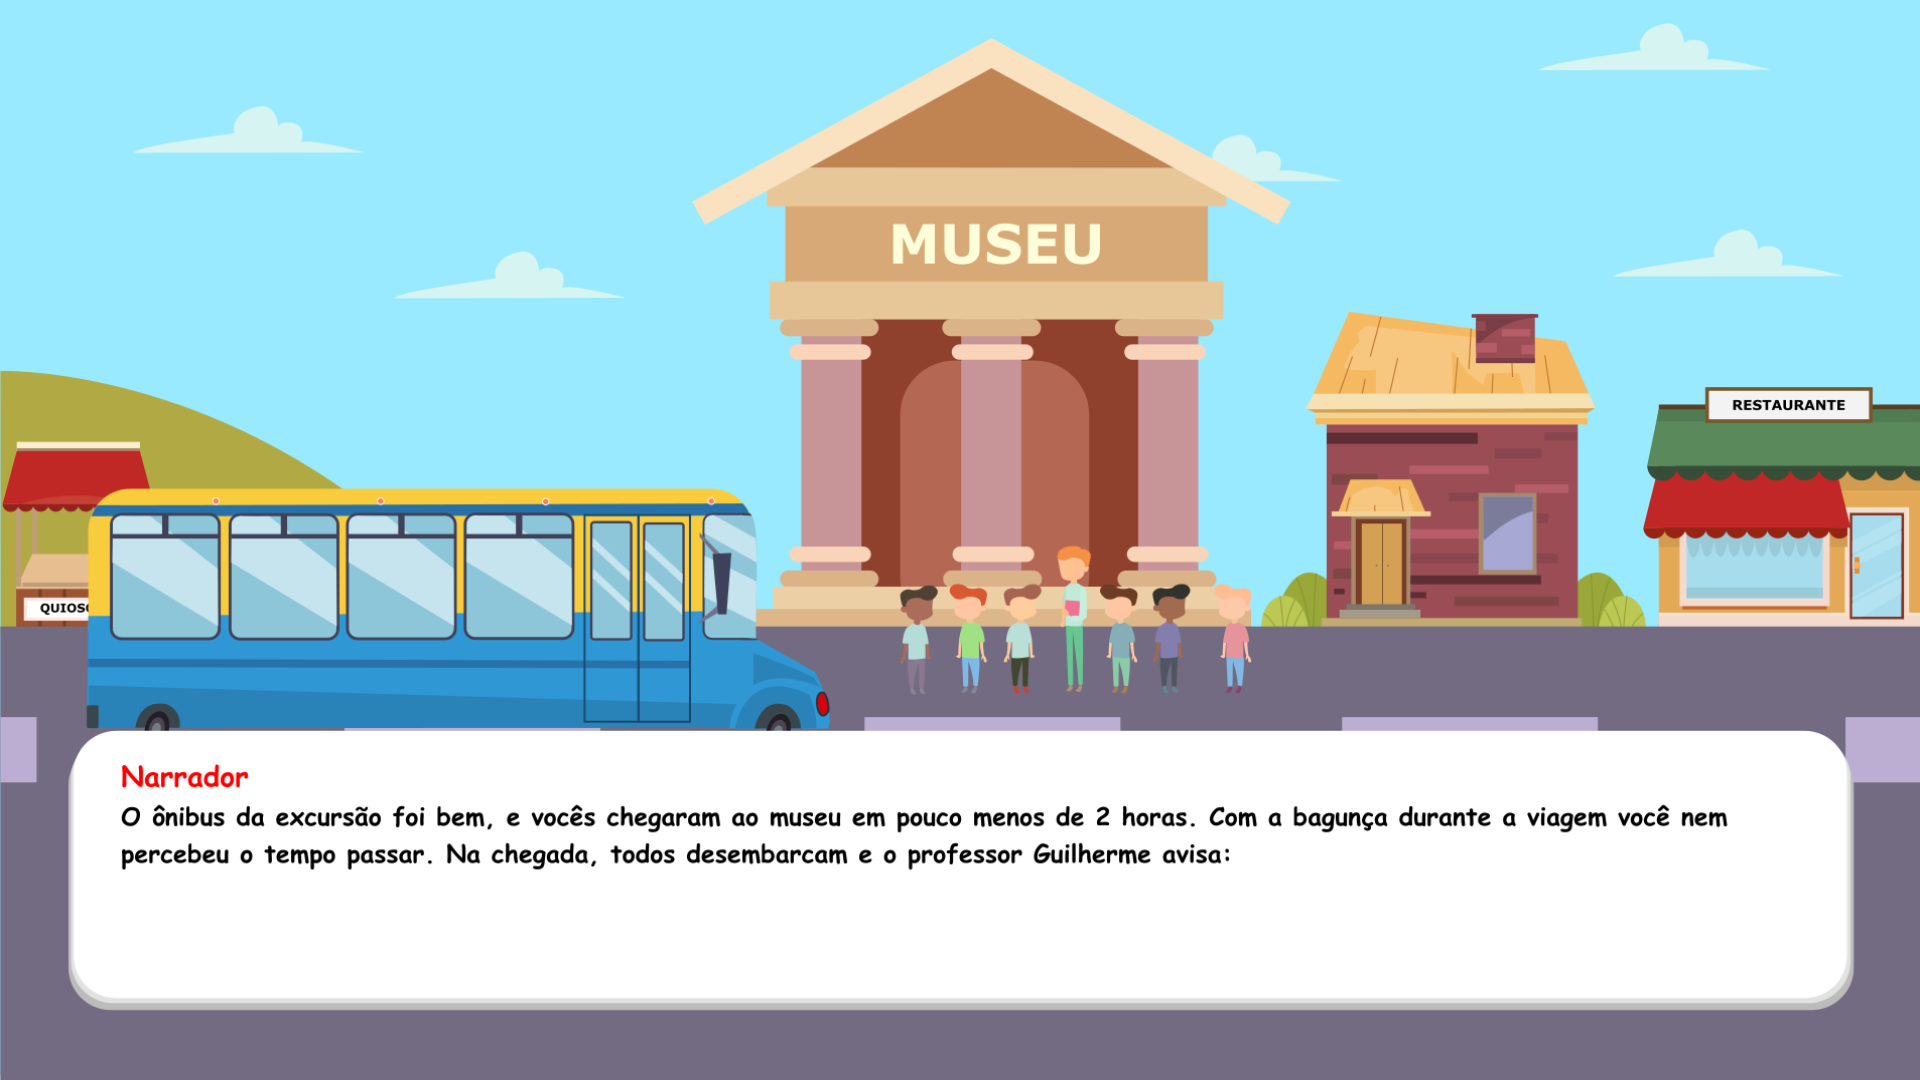 MUSEU
RESTAURANTE
Narrador
O ônibus da excursão foi bem, e vocês chegaram ao museu em pouco menos de 2 horas. Com a bagunça durante a viagem você nem
percebeu o tempo passar. Na chegada, todos desembarcam e o professor Guilherme avisa: